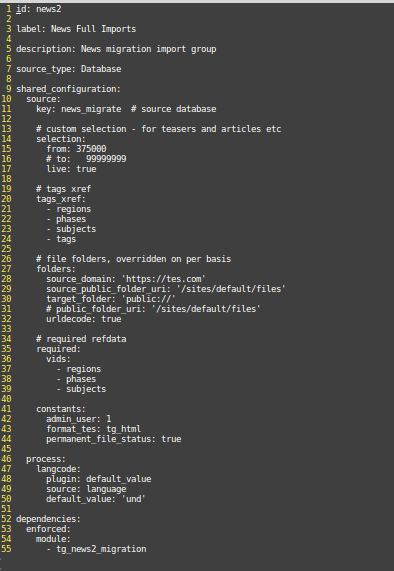 1 id: news2
2
3 label: News Full Imports
4
5 description: News migration import group
6
7 source_type: Database
8
9 shared_configuration:
10   source:
11     key: news_migrate  # source database
12
13     # custom selection - for teasers and articles etc
14     selection:
15       from: 375000
16       # to:   99999999
17       live: true
18
19     # tags xref
20     tags_xref:
21       - regions
22       - phases
23       - subjects
24       - tags
25
26     # file folders, overridden on per basis
27     folders:
28       source_domain: 'https://tes.com'
29       source_public_folder_uri: '/sites/default/files'
30       target_folder: 'public://'
31       # public_folder_uri: '/sites/default/files'
32       urldecode: true
33
34     # required refdata
35     required:
36       vids:
37         - regions
38         - phases
39         - subjects
40
41     constants:
42       admin_user: 1
43       format_tes: tg_html
44       permanent_file_status: true
45
46   process:
47     langcode:
48       plugin: default_value
49       source: language
50       default_value: 'und'
51
52 dependencies:
53   enforced:
54     module:
55       - tg_news2_migration